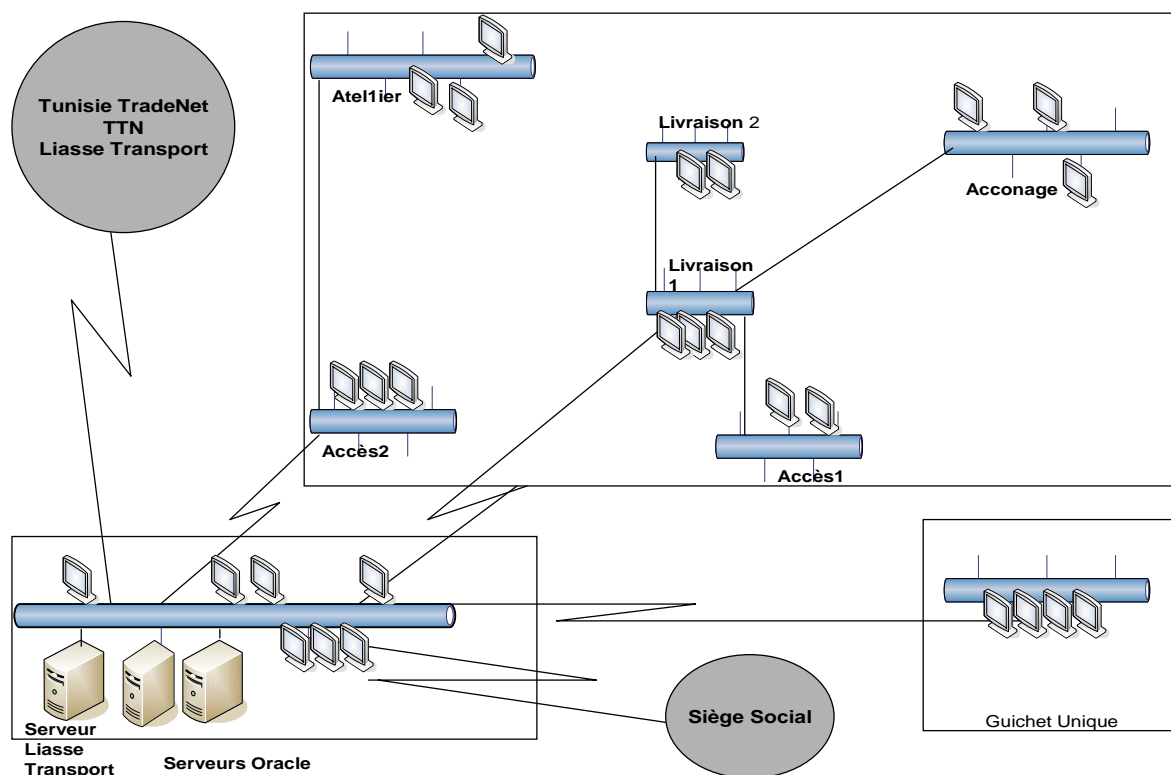 Tunisie TradeNet
TTN
Liasse Transport
Atel1ier
Livraison 2
Acconage
Livraison
1
Accès2
Accès1
Serveur
Liasse
Transport
Serveurs Oracle
Siège Social
Guichet Unique